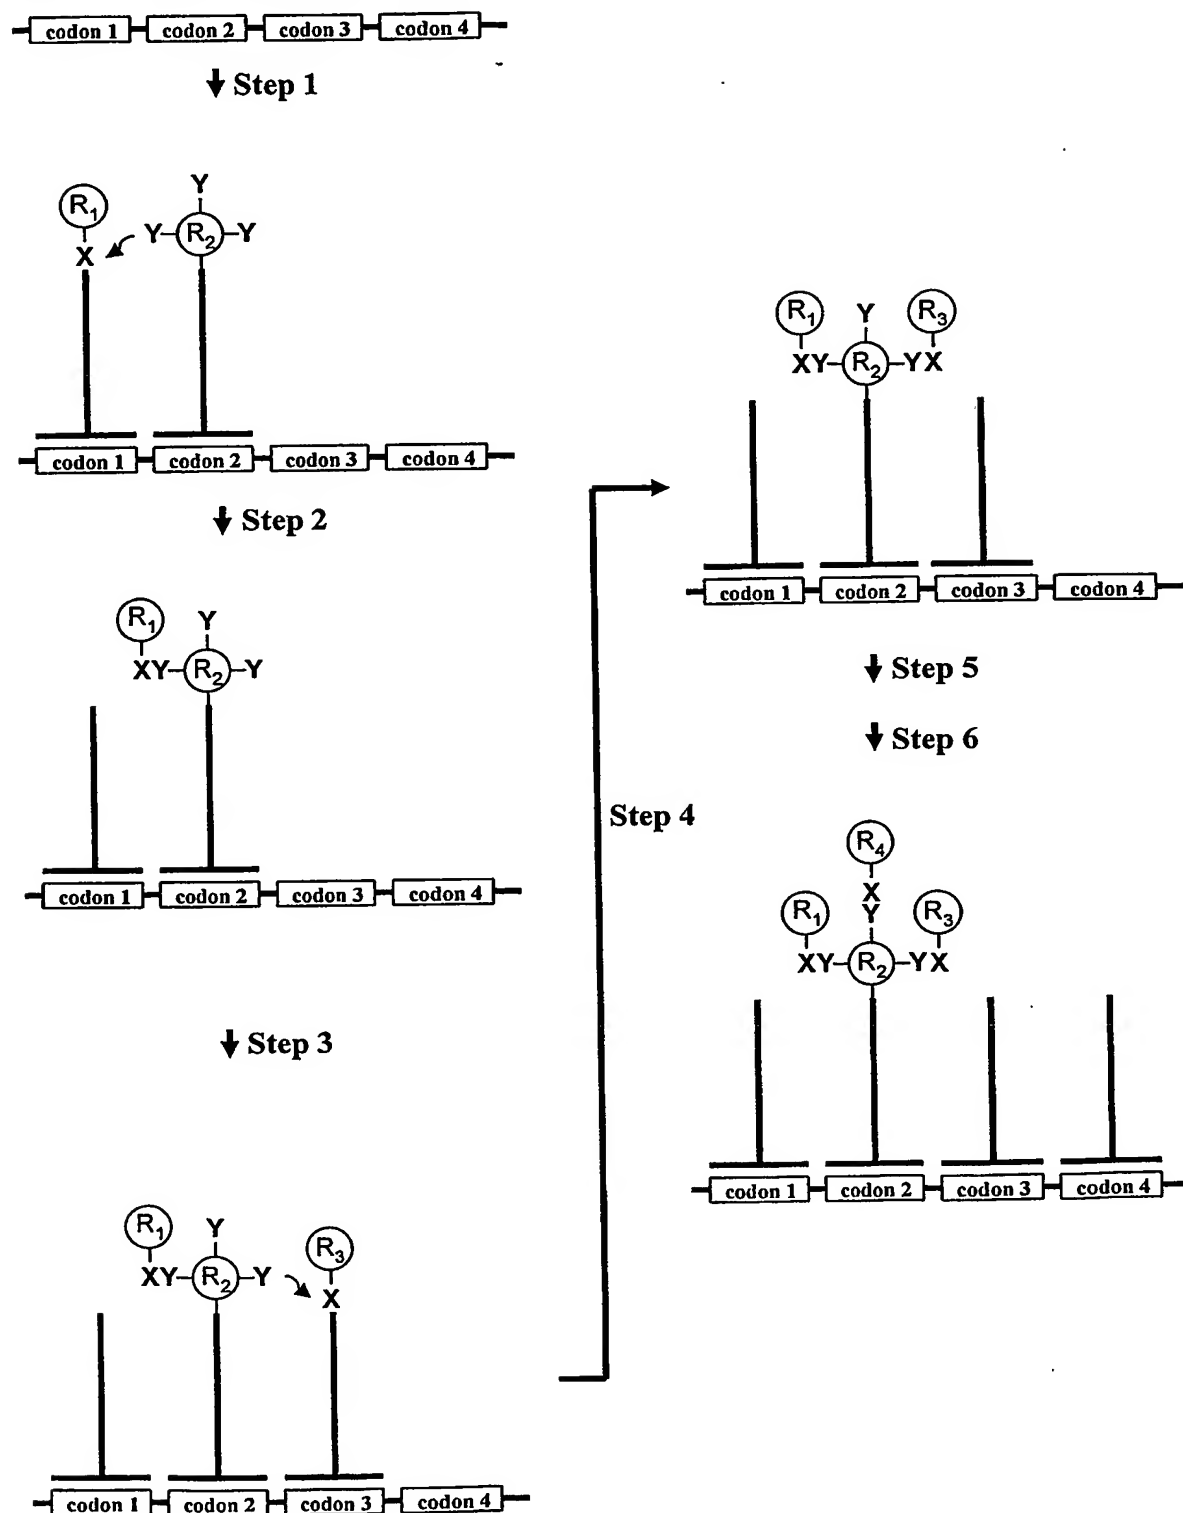 codon 1 codon 2 codon 3 codon 4
Step 1
R1 X Y Y R2 Y
codon 1 codon 2 codon 3 codon 4
Step 2
R1 XY Y R2 Y
codon 1 codon 2 codon 3 codon 4
Step 3
R1 XY Y R2 Y R3 X
codon 1 codon 2 codon 3 codon 4
Step 4
R1 XY Y R2 YX R3
codon 1 codon 2 codon 3 codon 4
Step 5
Step 6
R4
X
Y
R1 R3
XY R2 YX
codon 1 codon 2 codon 3 codon 4